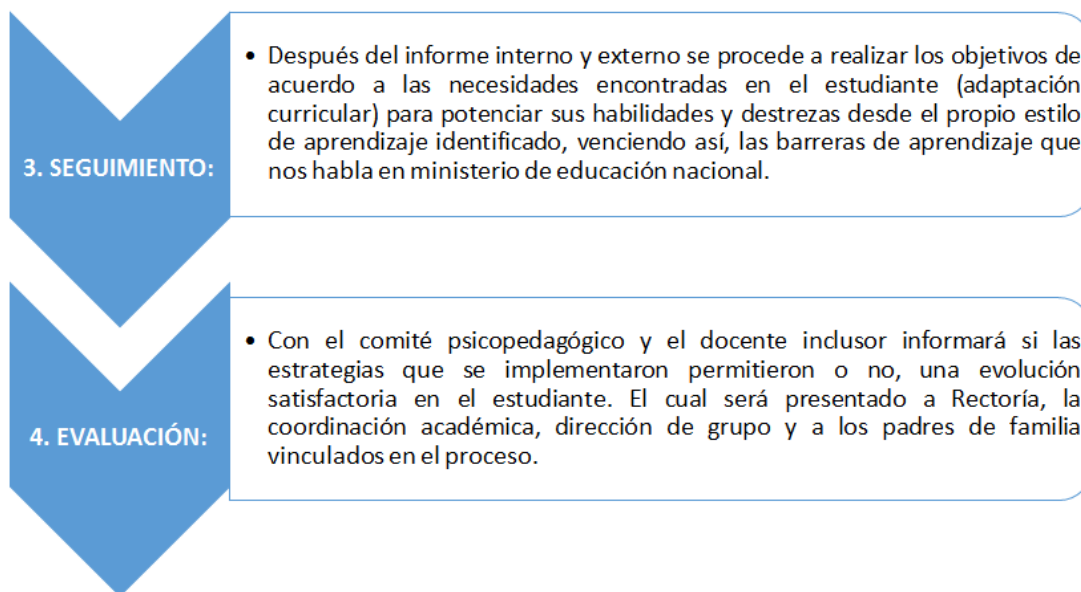 3. SEGUIMIENTO:
• Después del informe interno y externo se procede a realizar los objetivos de
acuerdo a las necesidades encontradas en el estudiante (adaptación
curricular) para potenciar sus habilidades y destrezas desde el propio estilo
de aprendizaje identificado, venciendo así, las barreras de aprendizaje que
nos habla en ministerio de educación nacional.
4. EVALUACIÓN:
• Con el comité psicopedagógico y el docente inclusor informará si las
estrategias que se implementaron permitieron o no, una evolución
satisfactoria en el estudiante. El cual será presentado a Rectoría, la
coordinación académica, dirección de grupo y a los padres de familia
vinculados en el proceso.